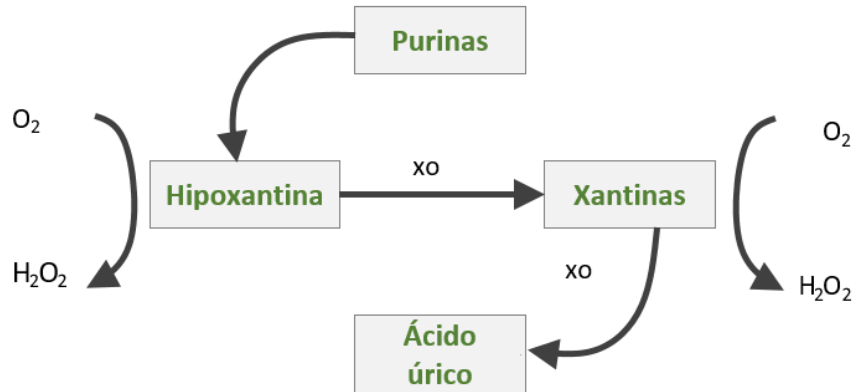 Purinas
O₂
O₂
xo
Hipoxantina
Xantinas
H₂O₂
xo
H₂O₂
Ácido
úrico